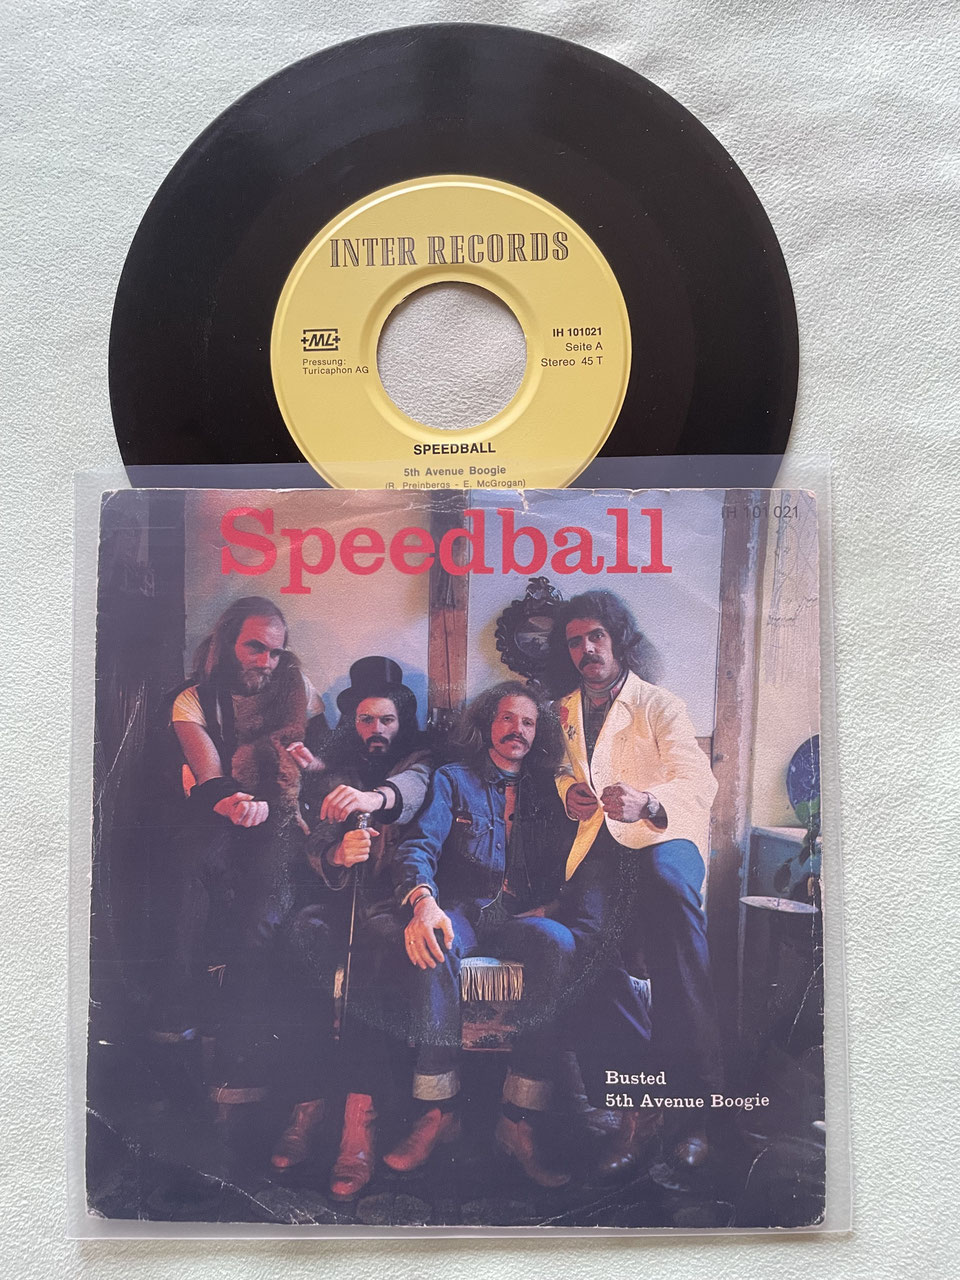 INTER RECORDS
+ML+
Pressung:
Turicaphon AG
IH 101021
Seite A
Stereo 45 T
SPEEDBALL
5th Avenue Boogie
(R. Preinbergs - E. McGrogan)
Speedball
IH 101 021
Busted
5th Avenue Boogie